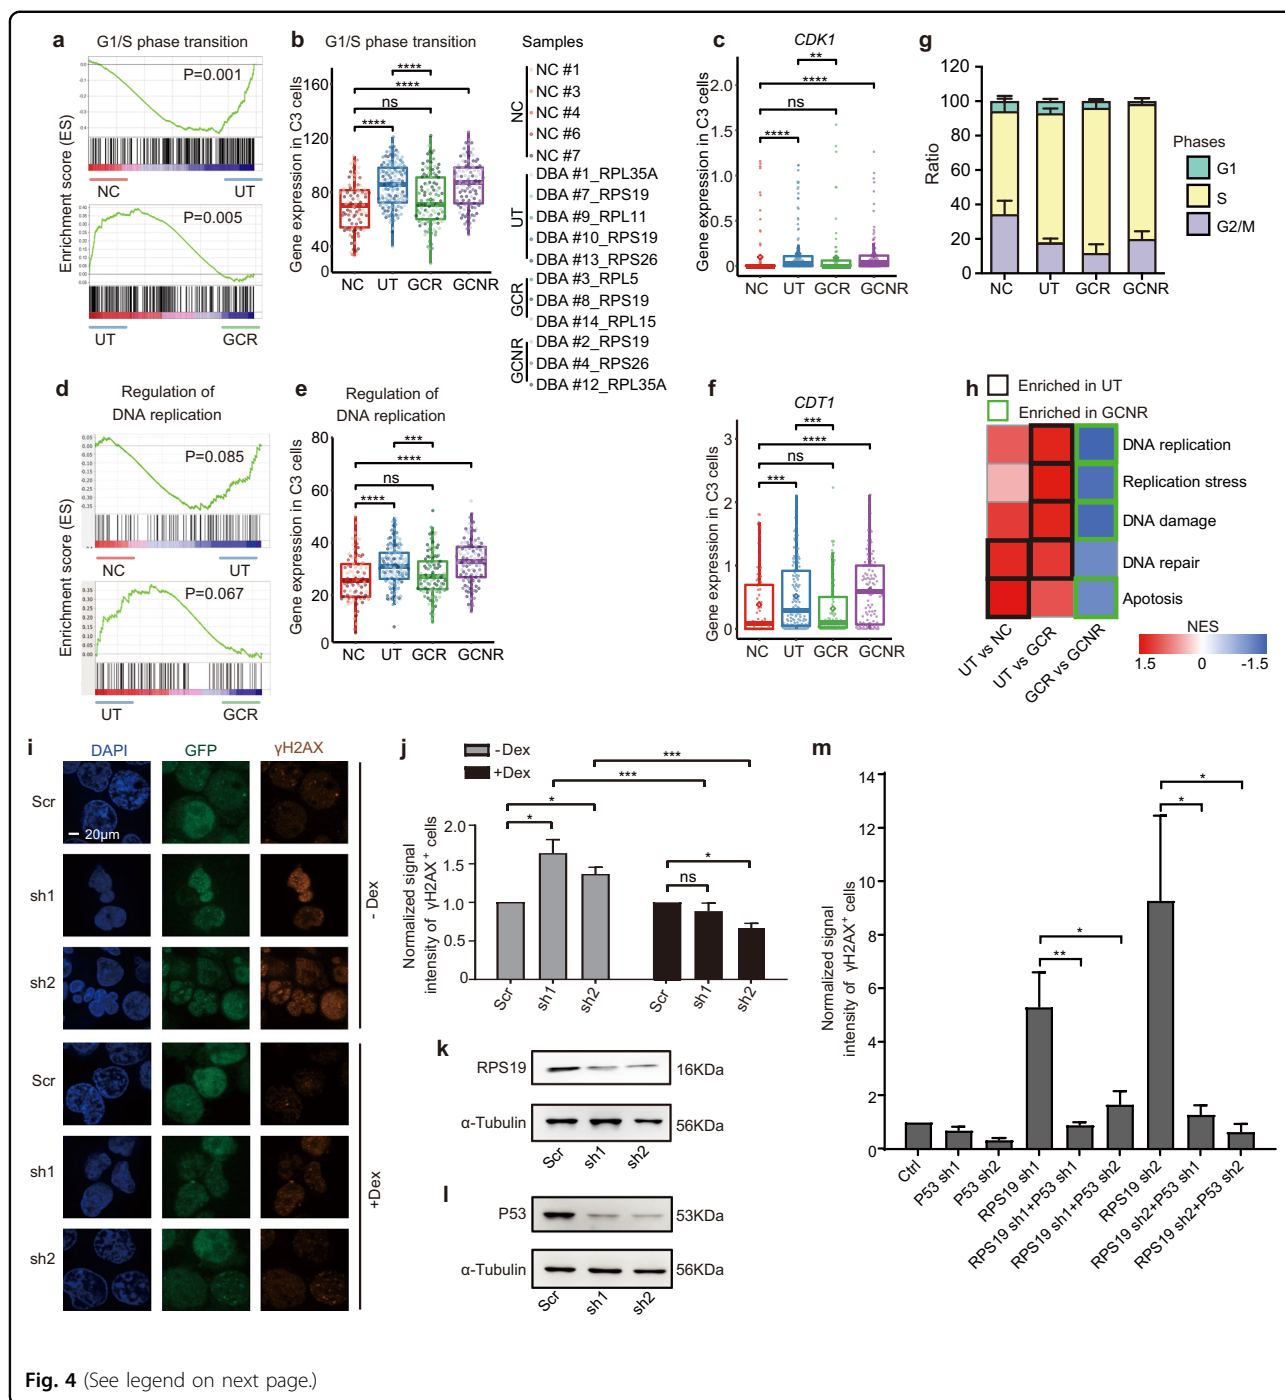 a
G1/S phase transition
Enrichment score (ES)
P=0.001
NC
UT
P=0.005
UT
GCR
b
G1/S phase transition
Gene expression in C3 cells
160
120
80
40
0
****
****
ns
****
NC
UT
GCR
GCNR
Samples
NC
NC #1
NC #3
NC #4
NC #6
NC #7
UT
DBA #1_RPL35A
DBA #7_RPS19
DBA #9_RPL11
DBA #10_RPS19
DBA #13_RPS26
GCR
DBA #3_RPL5
DBA #8_RPS19
DBA #14_RPL15
GCNR
DBA #2_RPS19
DBA #4_RPS26
DBA #12_RPL35A
c
CDK1
Gene expression in C3 cells
2.0
1.5
1.0
0.5
0
**
****
ns
****
NC
UT
GCR
GCNR
g
Ratio
120
100
80
60
40
20
0
NC
UT
GCR
GCNR
Phases
G1
S
G2/M
d
Regulation of
DNA replication
Enrichment score (ES)
P=0.085
NC
UT
P=0.067
UT
GCR
e
Regulation of
DNA replication
Gene expression in C3 cells
80
60
40
20
0
***
****
ns
****
NC
UT
GCR
GCNR
f
CDT1
Gene expression in C3 cells
3
2
1
0
***
****
ns
***
NC
UT
GCR
GCNR
h
Enriched in UT
Enriched in GCNR
DNA replication
Replication stress
DNA damage
DNA repair
Apotosis
UT vs NC
UT vs GCR
GCR vs GCNR
NES
1.5
0
-1.5
i
DAPI
GFP
γH2AX
Scr
20μm
sh1
sh2
- Dex
Scr
sh1
sh2
+Dex
j
- Dex
+Dex
Normalized signal
intensity of γH2AX+ cells
2.0
1.5
1.0
0.5
0
***
***
*
*
*
ns
Scr
sh1
sh2
Scr
sh1
sh2
k
RPS19
16KDa
α-Tubulin
56KDa
Scr
sh1
sh2
l
P53
53KDa
α-Tubulin
56KDa
Scr
sh1
sh2
m
Normalized signal
intensity of γH2AX+ cells
14
12
10
8
6
4
2
0
*
*
*
**
Ctrl
P53 sh1
P53 sh2
RPS19 sh1
RPS19 sh1+P53 sh1
RPS19 sh1+P53 sh2
RPS19 sh2
RPS19 sh2+P53 sh1
RPS19 sh2+P53 sh2
Fig. 4 (See legend on next page.)